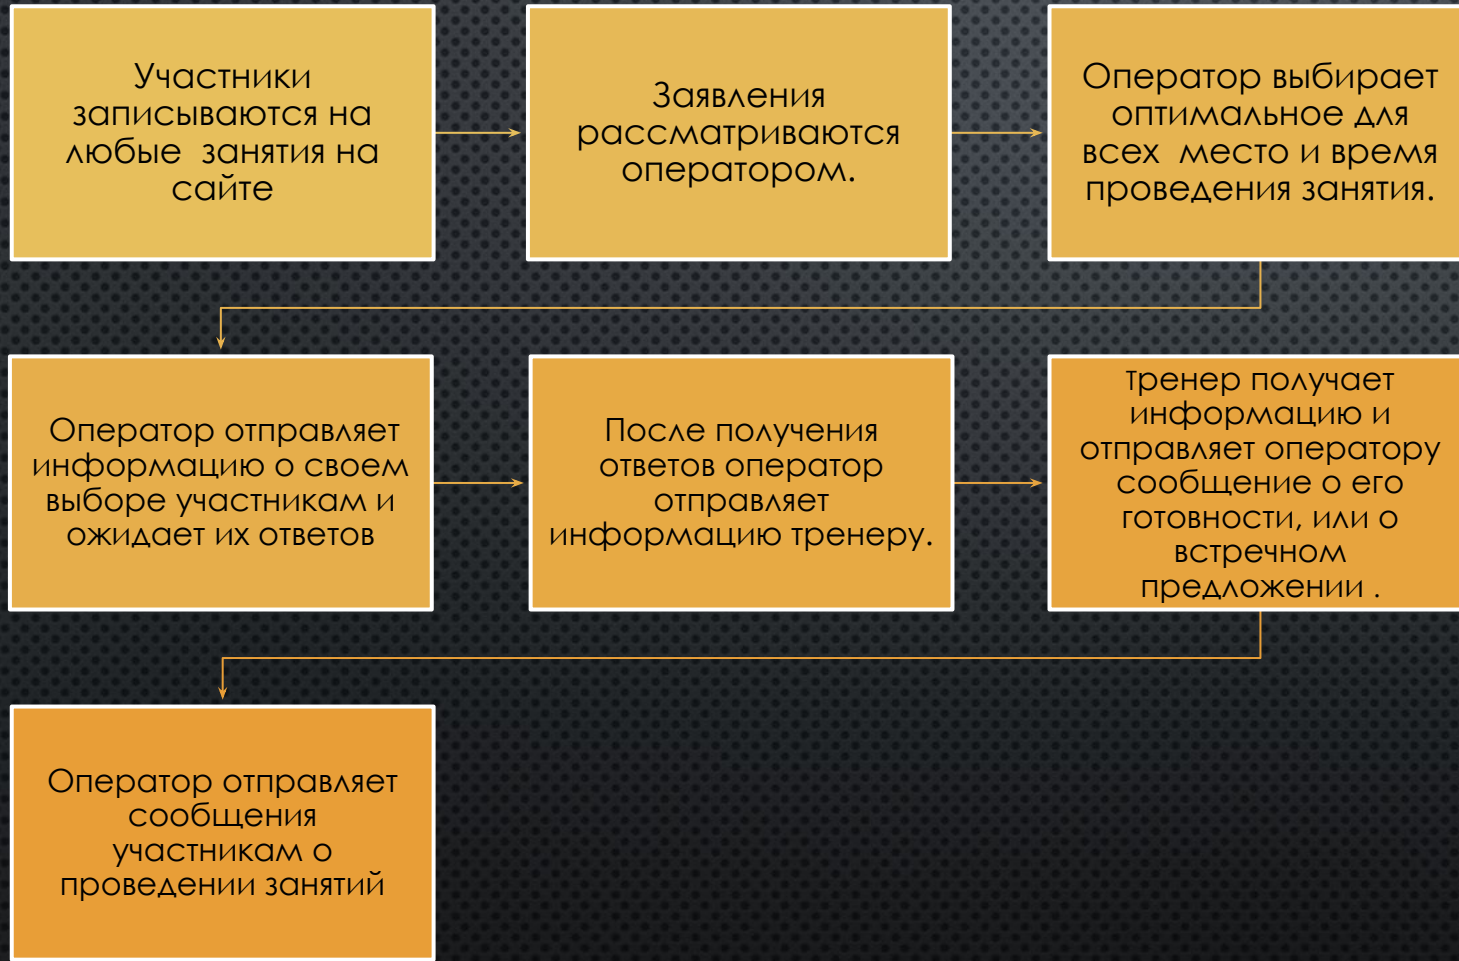 Участники
записываются на
любые занятия на
сайте
Заявления
рассматриваются
оператором.
Оператор выбирает
оптимальное для
всех место и время
проведения занятия.
Оператор отправляет
информацию о своем
выборе участникам и
ожидает их ответов
После получения
ответов оператор
отправляет
информацию тренеру.
Тренер получает
информацию и
отправляет оператору
сообщение о его
готовности, или о
встречном
предложении .
Оператор отправляет
сообщения
участникам о
проведении занятий